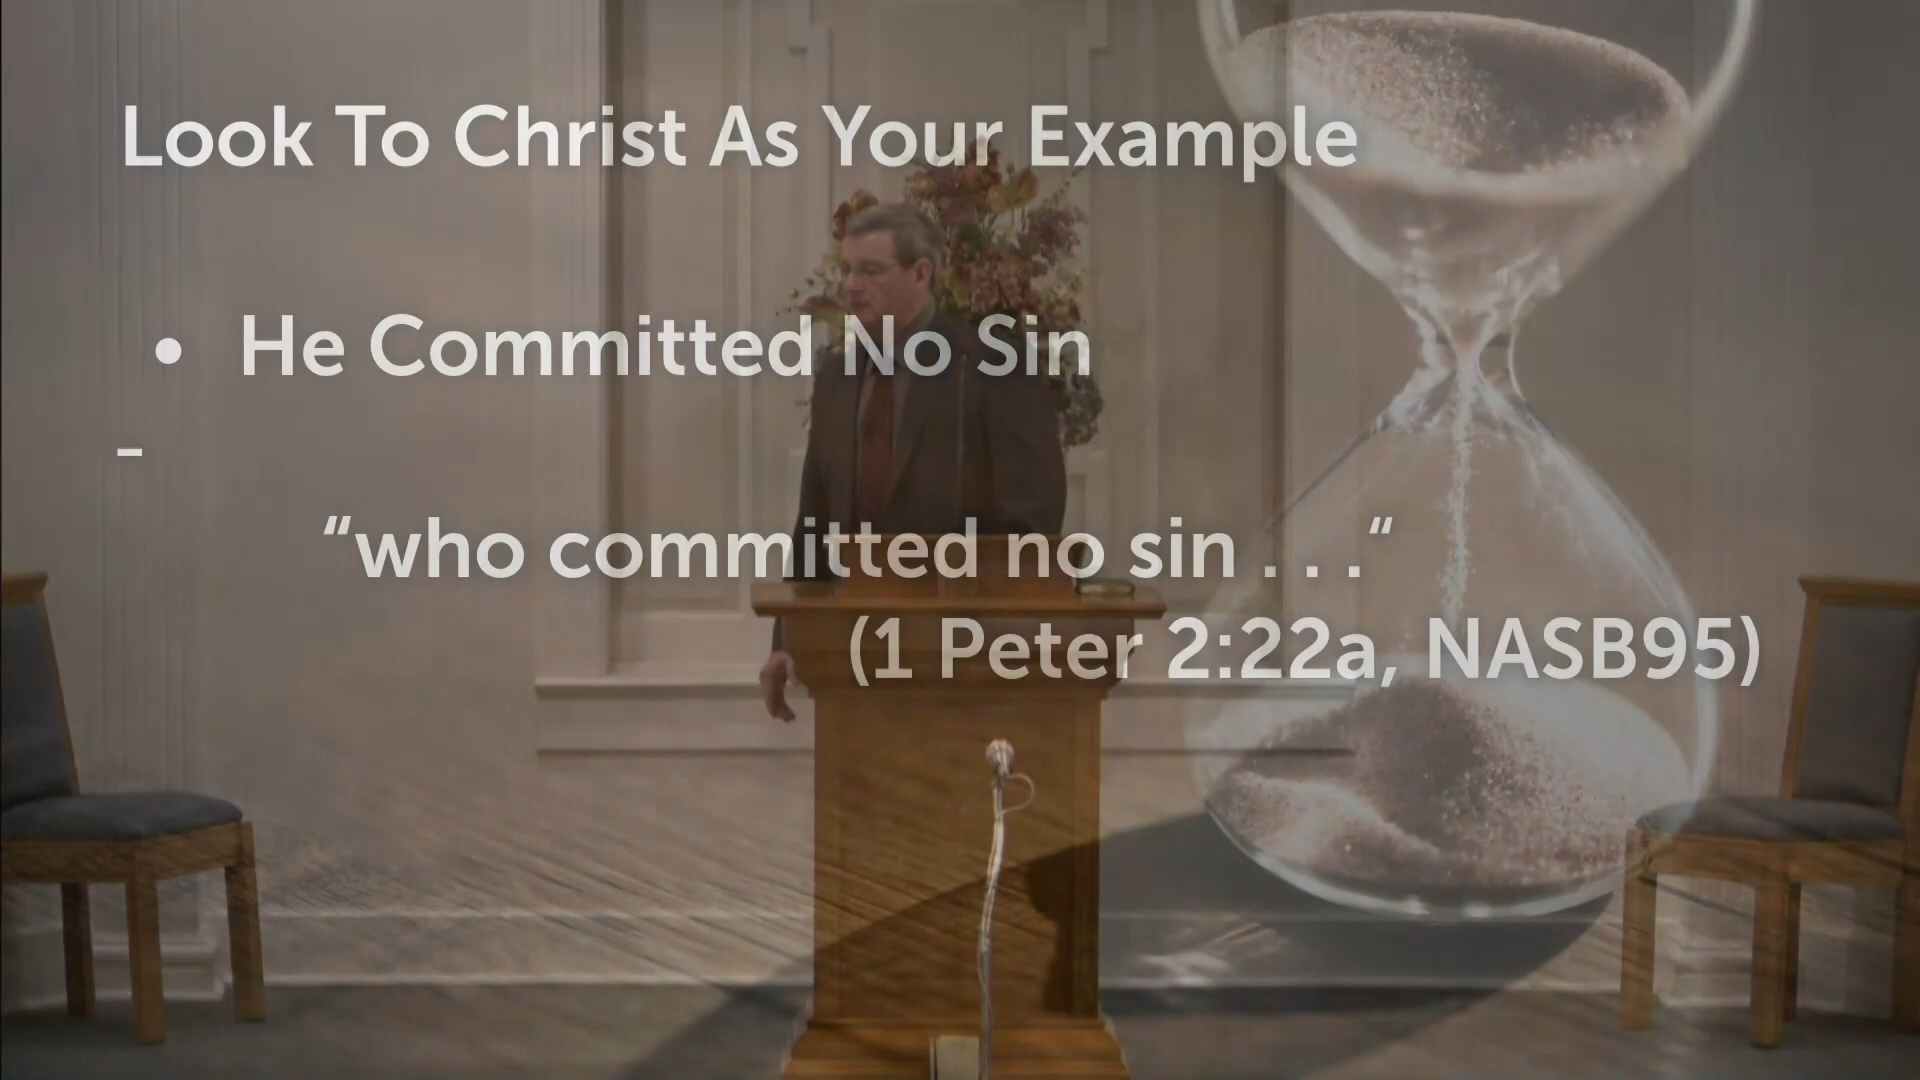 Look To Christ As Your Example
• He Committed No Sin
-
“who committed no sin . . .“
(1 Peter 2:22a, NASB95)